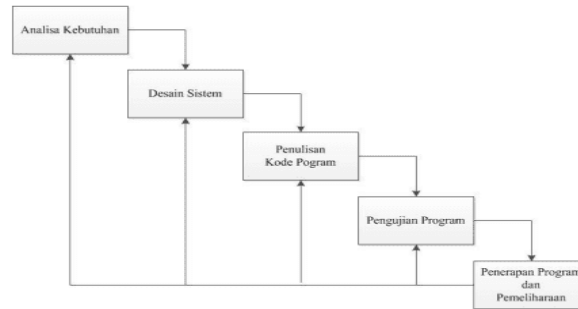 Analisa Kebutuhan
Desain Sistem
Penulisan
Kode Pogram
Pengujian Program
Penerapan Program
dan
Pemeliharaan